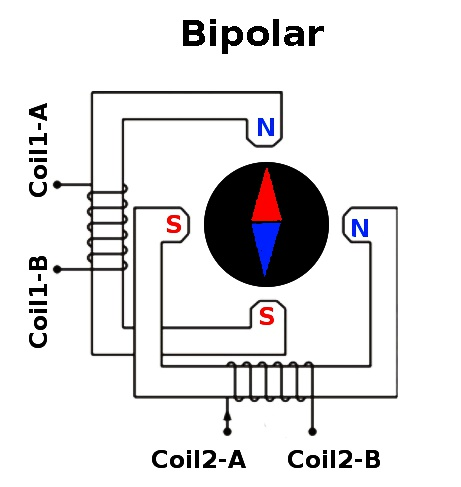 Bipolar
Coil1-A
N
S
N
Coil1-B
S
Coil2-A
Coil2-B